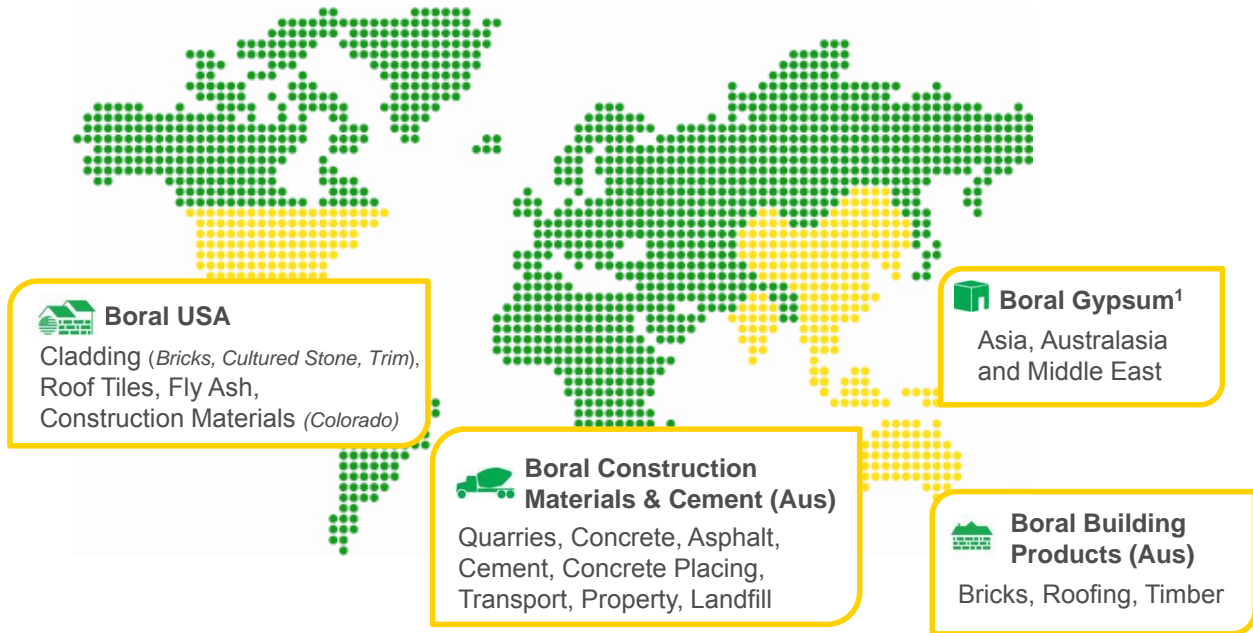 Boral USA
Cladding (Bricks, Cultured Stone, Trim),
Roof Tiles, Fly Ash,
Construction Materials (Colorado)
Boral Construction
Materials & Cement (Aus)
Quarries, Concrete, Asphalt,
Cement, Concrete Placing,
Transport, Property, Landfill
Boral Gypsum¹
Asia, Australasia
and Middle East
Boral Building
Products (Aus)
Bricks, Roofing, Timber